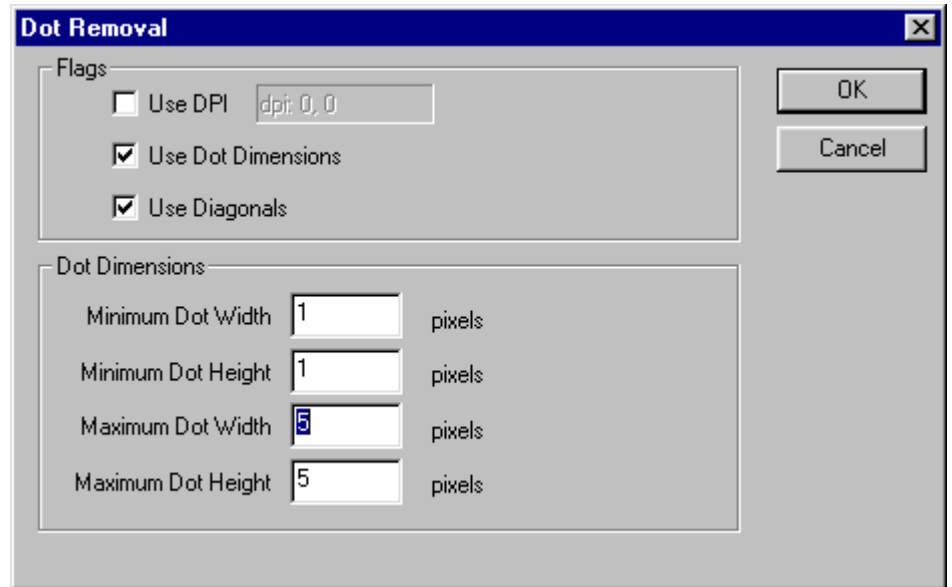 Dot Removal
Flags
Use DPI dpi: 0, 0
Use Dot Dimensions
Use Diagonals
OK
Cancel
Dot Dimensions
Minimum Dot Width 1 pixels
Minimum Dot Height 1 pixels
Maximum Dot Width 5 pixels
Maximum Dot Height 5 pixels